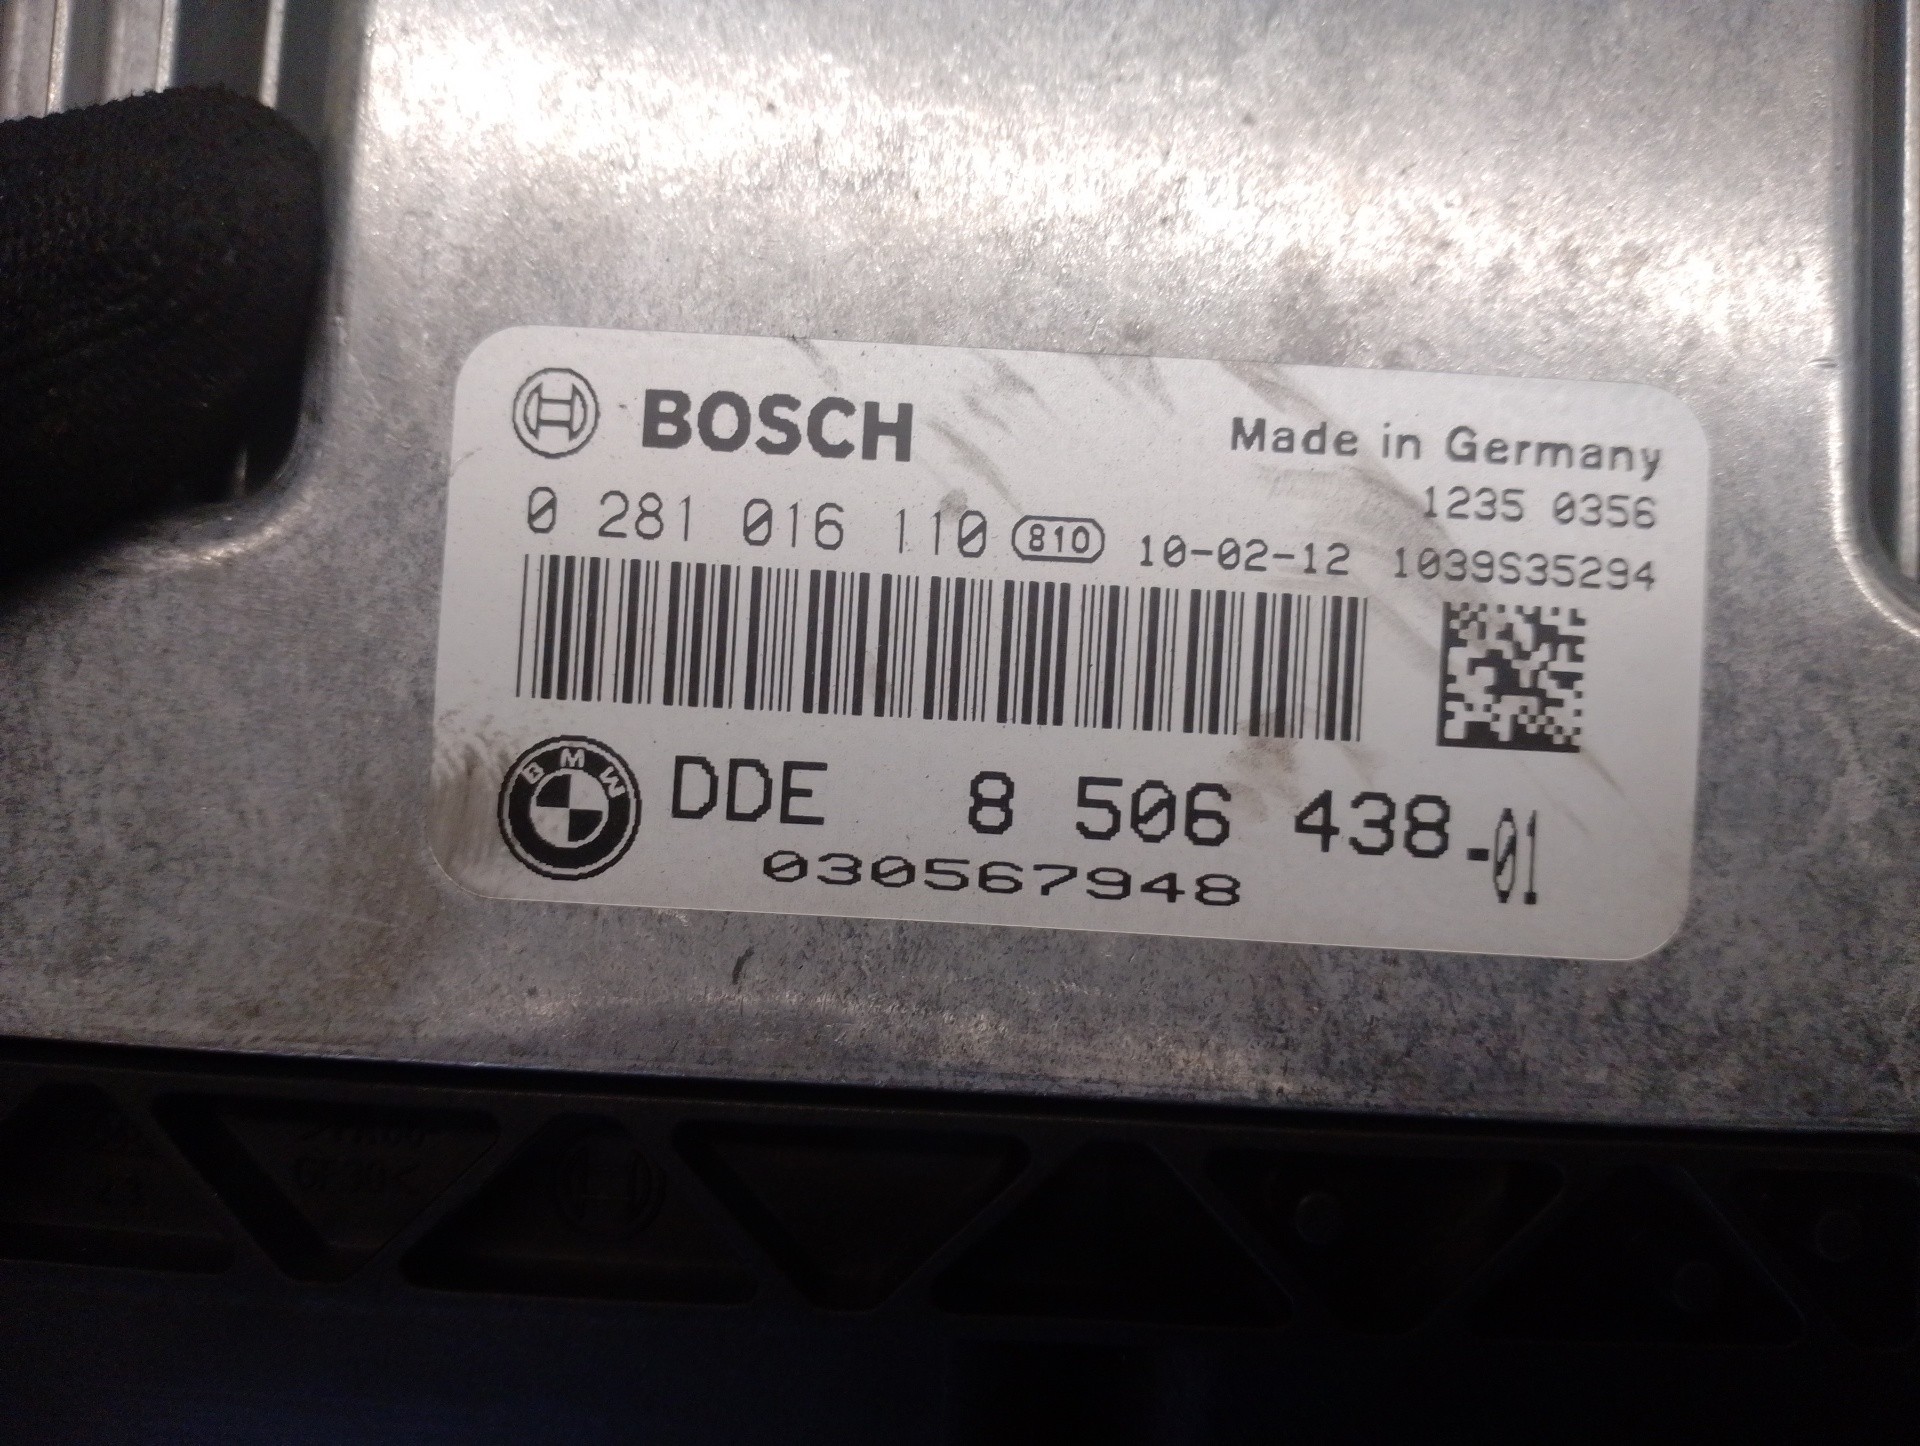 BOSCH
Made in Germany
1235 0356
0 281 016 110 810 10-02-12 1039S35294
BMW
DDE 8 506 438-01
030567948